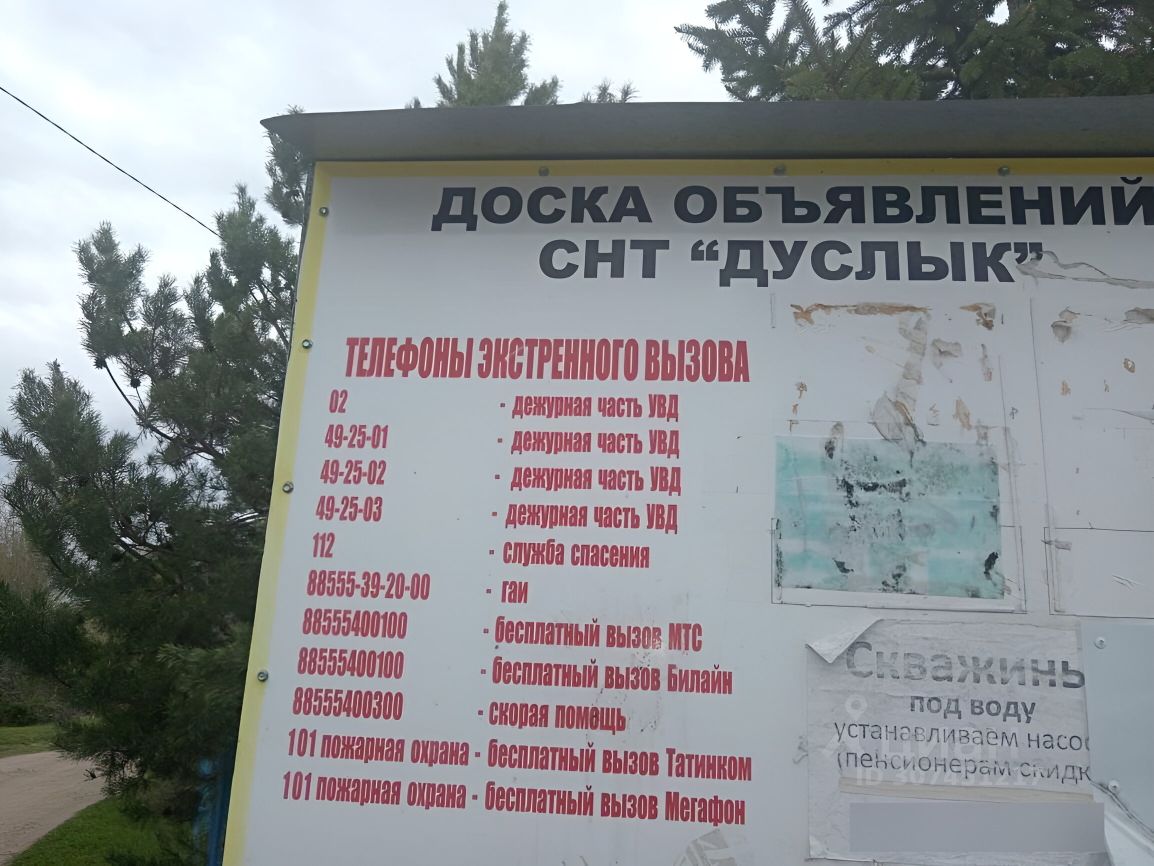 ДОСКА ОБЪЯВЛЕНИЙ
СНТ “ДУСЛЫК”
ТЕЛЕФОНЫ ЭКСТРЕННОГО ВЫЗОВА
02 - дежурная часть УВД
49-25-01 - дежурная часть УВД
49-25-02 - дежурная часть УВД
49-25-03 - дежурная часть УВД
112 - служба спасения
88555-39-20-00 - гаи
88555400100 - бесплатный вызов МТС
88555400100 - бесплатный вызов Билайн
88555400300 - скорая помощь
101 пожарная охрана - бесплатный вызов Татинком
101 пожарная охрана - бесплатный вызов Мегафон
Скважины
под воду
устанавливаем насос
(пенсионерам скидк